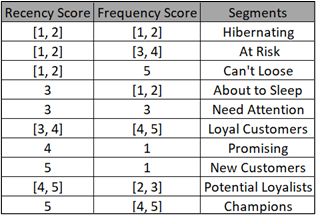 Recency Score Frequency Score Segments
[1, 2] [1, 2] Hibernating
[1, 2] [3, 4] At Risk
[1, 2] 5 Can't Loose
3 [1, 2] About to Sleep
3 3 Need Attention
[3, 4] [4, 5] Loyal Customers
4 1 Promising
5 1 New Customers
[4, 5] [2, 3] Potential Loyalists
5 [4, 5] Champions